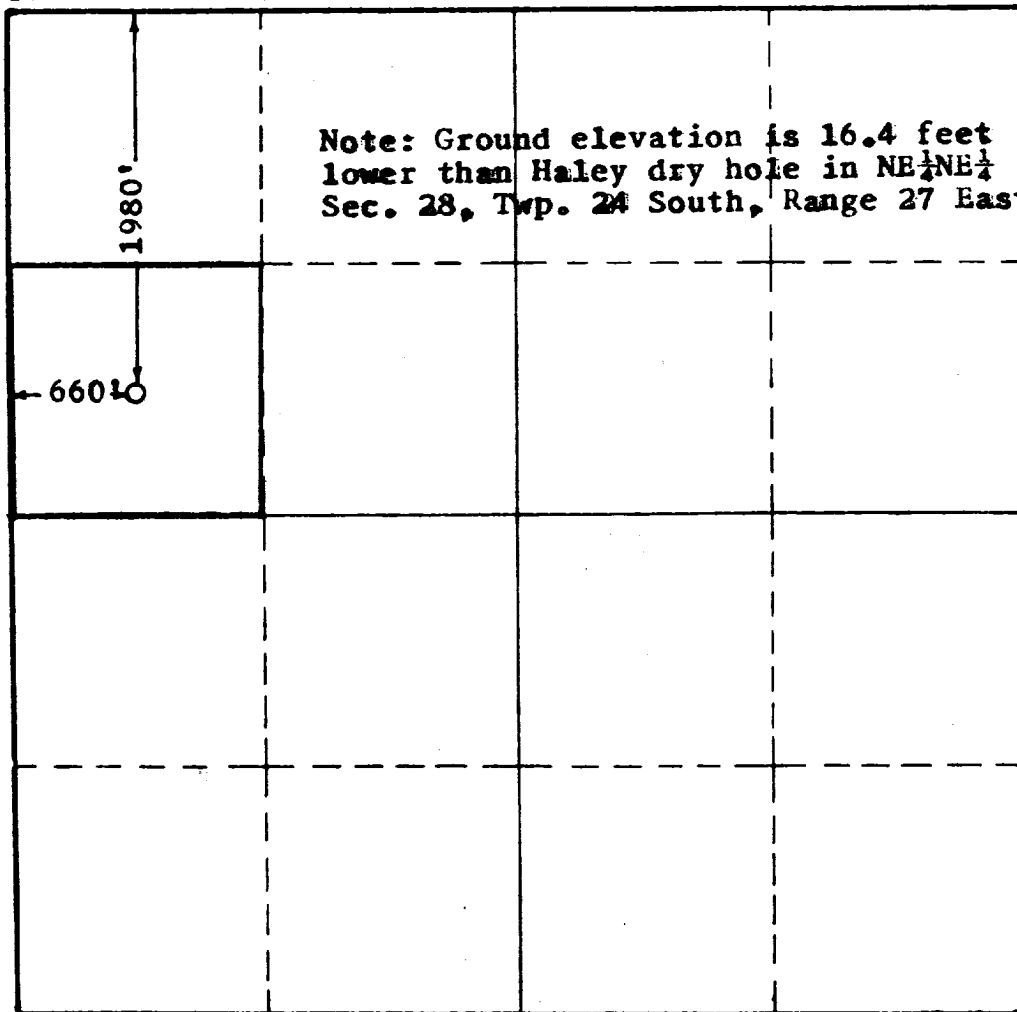 Note: Ground elevation is 16.4 feet
lower than Haley dry hole in NE¼NE¼
Sec. 28, Twp. 24 South, Range 27 East
1980'
660'